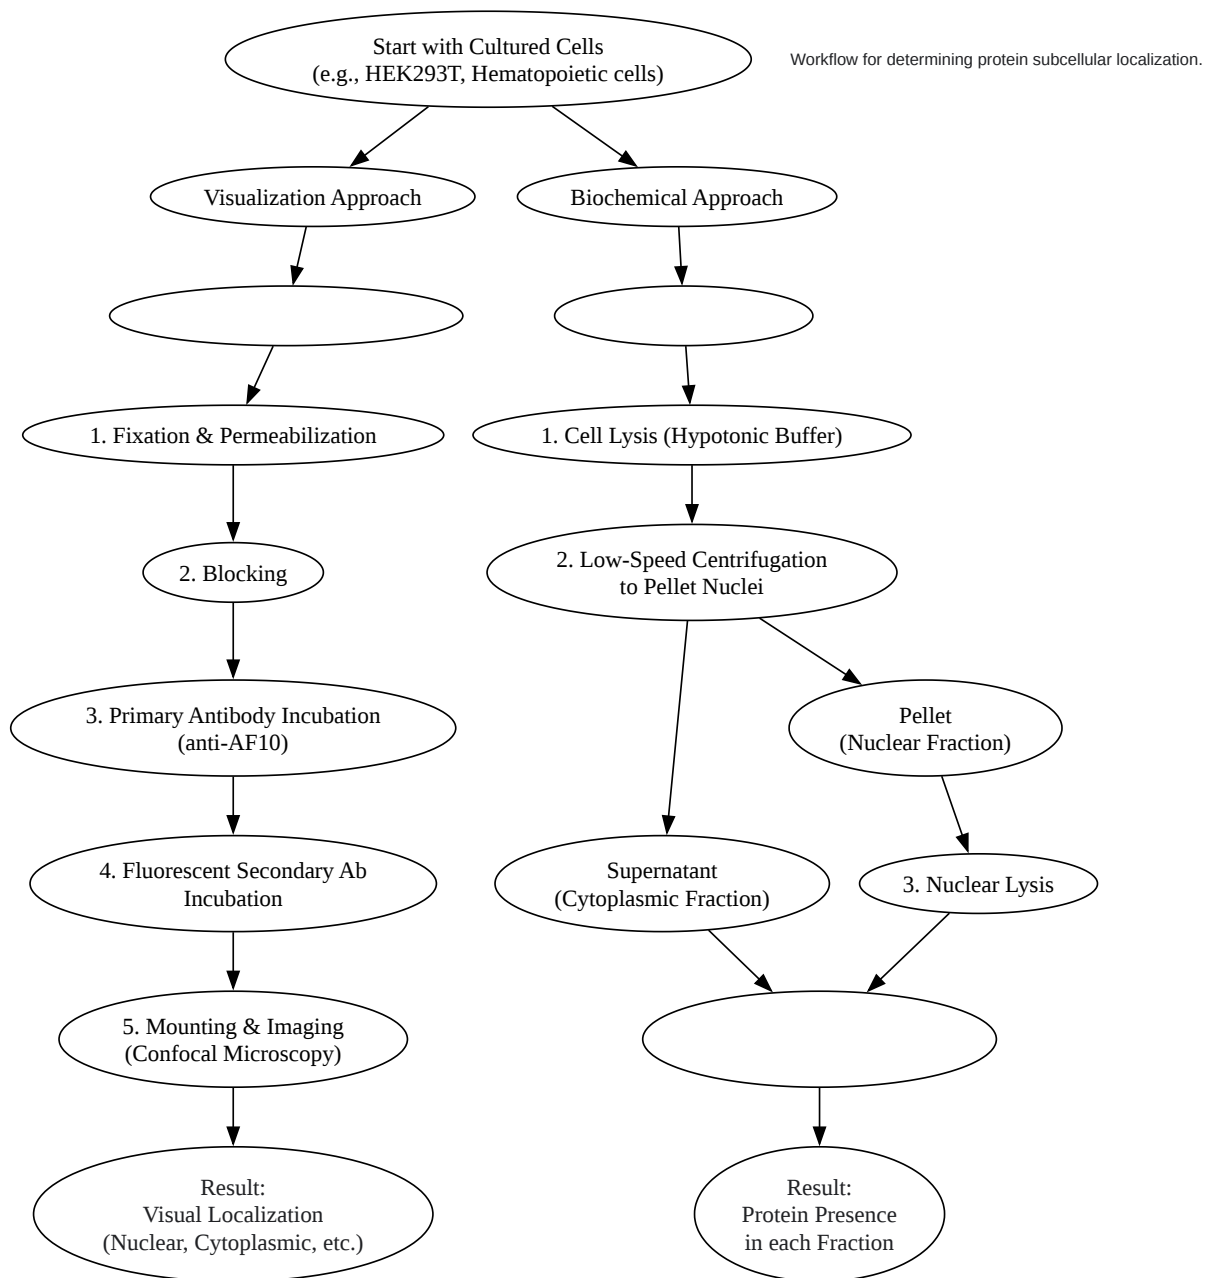 Start with Cultured Cells
(e.g., HEK293T, Hematopoietic cells)
Workflow for determining protein subcellular localization.
Visualization Approach
Biochemical Approach
1. Fixation & Permeabilization
1. Cell Lysis (Hypotonic Buffer)
2. Blocking
2. Low-Speed Centrifugation
to Pellet Nuclei
3. Primary Antibody Incubation
(anti-AF10)
Pellet
(Nuclear Fraction)
4. Fluorescent Secondary Ab
Incubation
Supernatant
(Cytoplasmic Fraction)
3. Nuclear Lysis
5. Mounting & Imaging
(Confocal Microscopy)
Result:
Visual Localization
(Nuclear, Cytoplasmic, etc.)
Result:
Protein Presence
in each Fraction